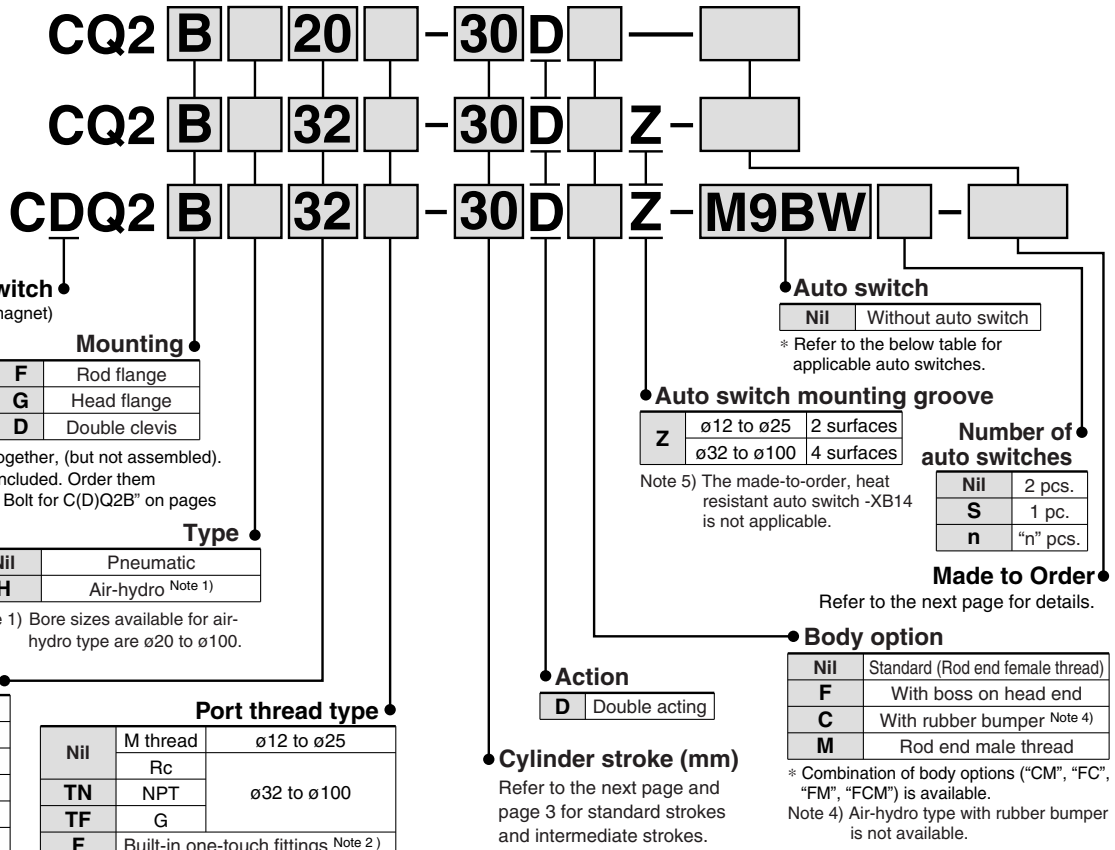 CQ2 B 20 - 30 D —
CQ2 B 32 - 30 D Z -
CDQ2 B 32 - 30 D Z - M9BW -
Mounting
F Rod flange
G Head flange
D Double clevis
(but not assembled).
Order them
Bolt for C(D)Q2B” on pages
Type
Pneumatic
H Air-hydro Note 1)
1) Bore sizes available for air-
hydro type are ø20 to ø100.
Port thread type
Nil M thread ø12 to ø25
Rc ø32 to ø100
TN NPT
TF G
F Built-in one-touch fittings Note 2)
Cylinder stroke (mm)
Refer to the next page and
page 3 for standard strokes
and intermediate strokes.
Action
D Double acting
Auto switch
Nil Without auto switch
* Refer to the below table for
applicable auto switches.
Auto switch mounting groove
Z ø12 to ø25 2 surfaces
ø32 to ø100 4 surfaces
Note 5) The made-to-order, heat
resistant auto switch -XB14
is not applicable.
Number of
auto switches
Nil 2 pcs.
S 1 pc.
n “n” pcs.
Made to Order
Refer to the next page for details.
Body option
Nil Standard (Rod end female thread)
F With boss on head end
C With rubber bumper Note 4)
M Rod end male thread
* Combination of body options (“CM”, “FC”,
“FM”, “FCM”) is available.
Note 4) Air-hydro type with rubber bumper
is not available.